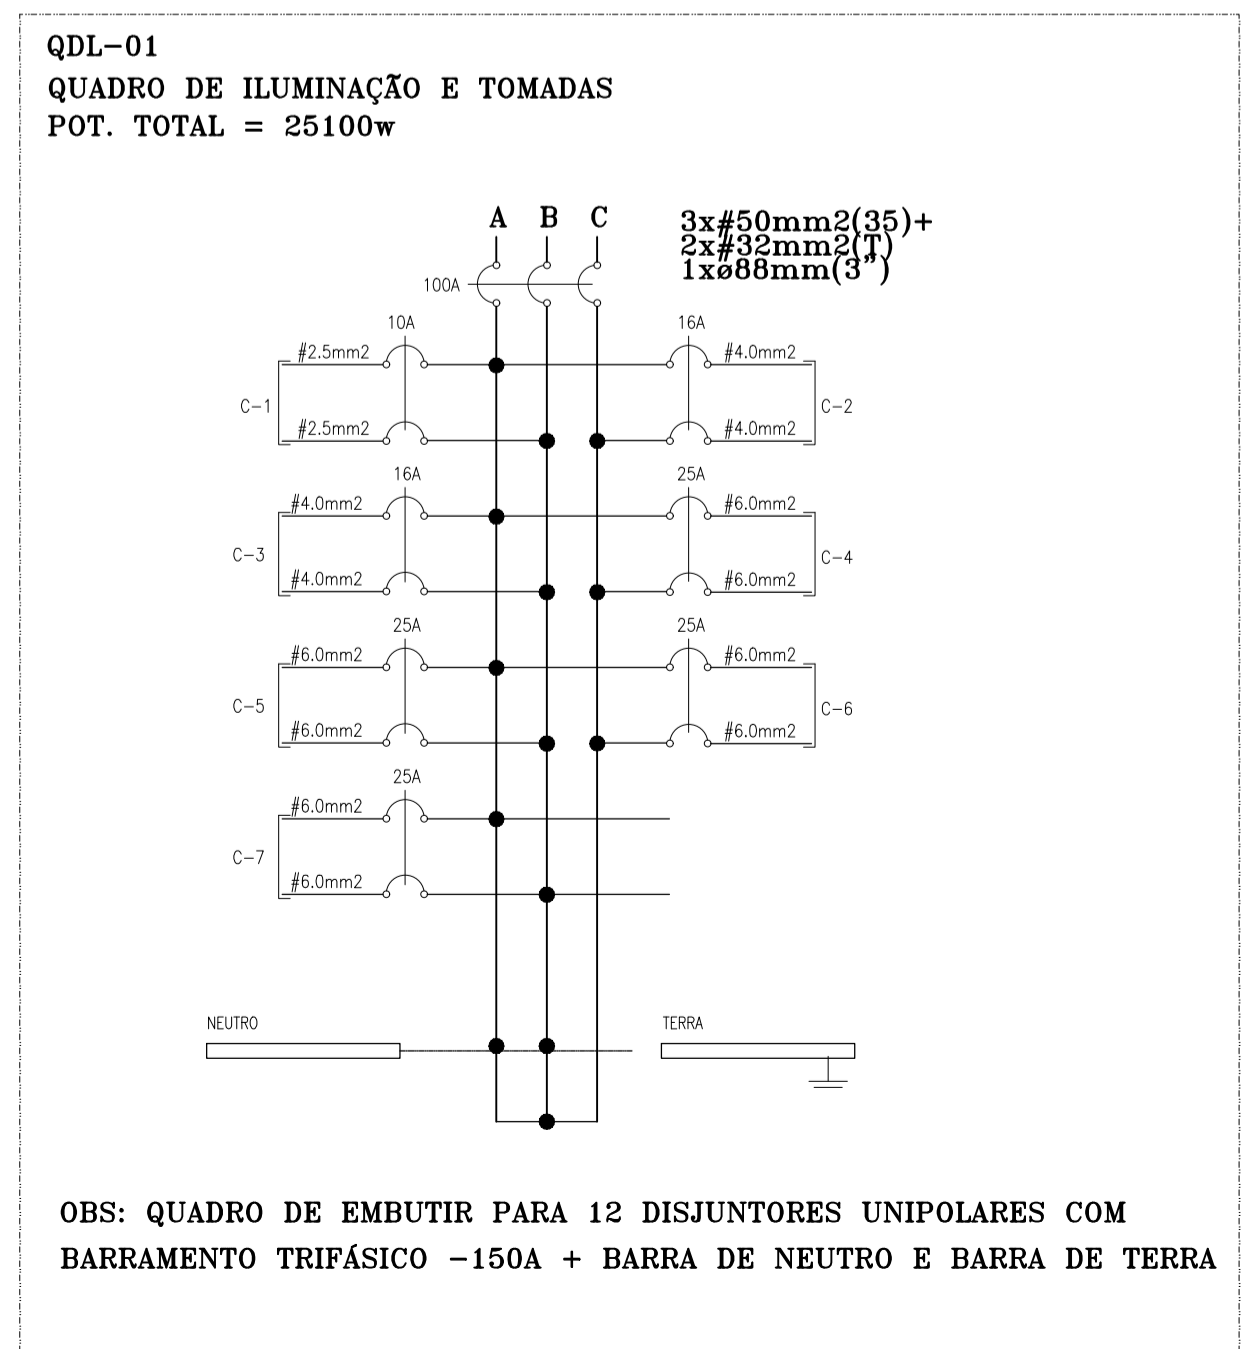 QDL-01
QUADRO DE ILUMINAÇÃO E TOMADAS
POT. TOTAL = 25100w
A B C
3x#50mm2(35)+
2x#32mm2(T)
1xø88mm(3")
100A
10A
16A
#2.5mm2
#4.0mm2
C-1
C-2
#2.5mm2
#4.0mm2
16A
25A
#4.0mm2
#6.0mm2
C-3
C-4
#4.0mm2
#6.0mm2
25A
25A
#6.0mm2
#6.0mm2
C-5
C-6
#6.0mm2
#6.0mm2
25A
#6.0mm2
C-7
#6.0mm2
NEUTRO
TERRA
OBS: QUADRO DE EMBUTIR PARA 12 DISJUNTORES UNIPOLARES COM
BARRAMENTO TRIFÁSICO -150A + BARRA DE NEUTRO E BARRA DE TERRA